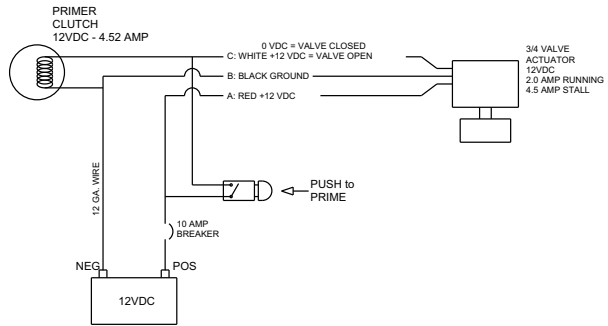 PRIMER
CLUTCH
12VDC - 4.52 AMP
0 VDC = VALVE CLOSED
C: WHITE +12 VDC = VALVE OPEN
B: BLACK GROUND
A: RED +12 VDC
3/4 VALVE
ACTUATOR
12VDC
2.0 AMP RUNNING
4.5 AMP STALL
12 GA. WIRE
PUSH to
PRIME
10 AMP
BREAKER
NEG
POS
12VDC